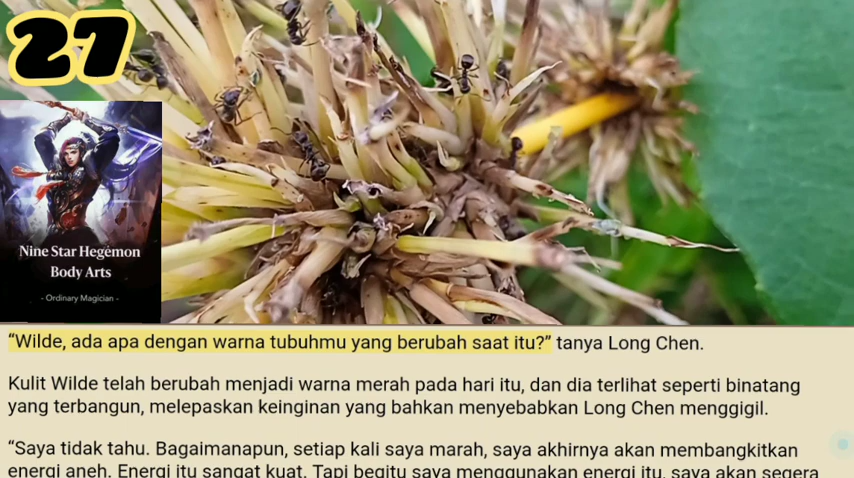 27
Nine Star Hegemon
Body Arts
- Ordinary Magician -
“Wilde, ada apa dengan warna tubuhmu yang berubah saat itu?” tanya Long Chen.
Kulit Wilde telah berubah menjadi warna merah pada hari itu, dan dia terlihat seperti binatang
yang terbangun, melepaskan keinginan yang bahkan menyebabkan Long Chen menggigil.
“Saya tidak tahu. Bagaimanapun, setiap kali saya marah, saya akhirnya akan membangkitkan
energi aneh. Energi itu sangat kuat. Tapi begitu saya menggunakan energi itu, saya akan segera